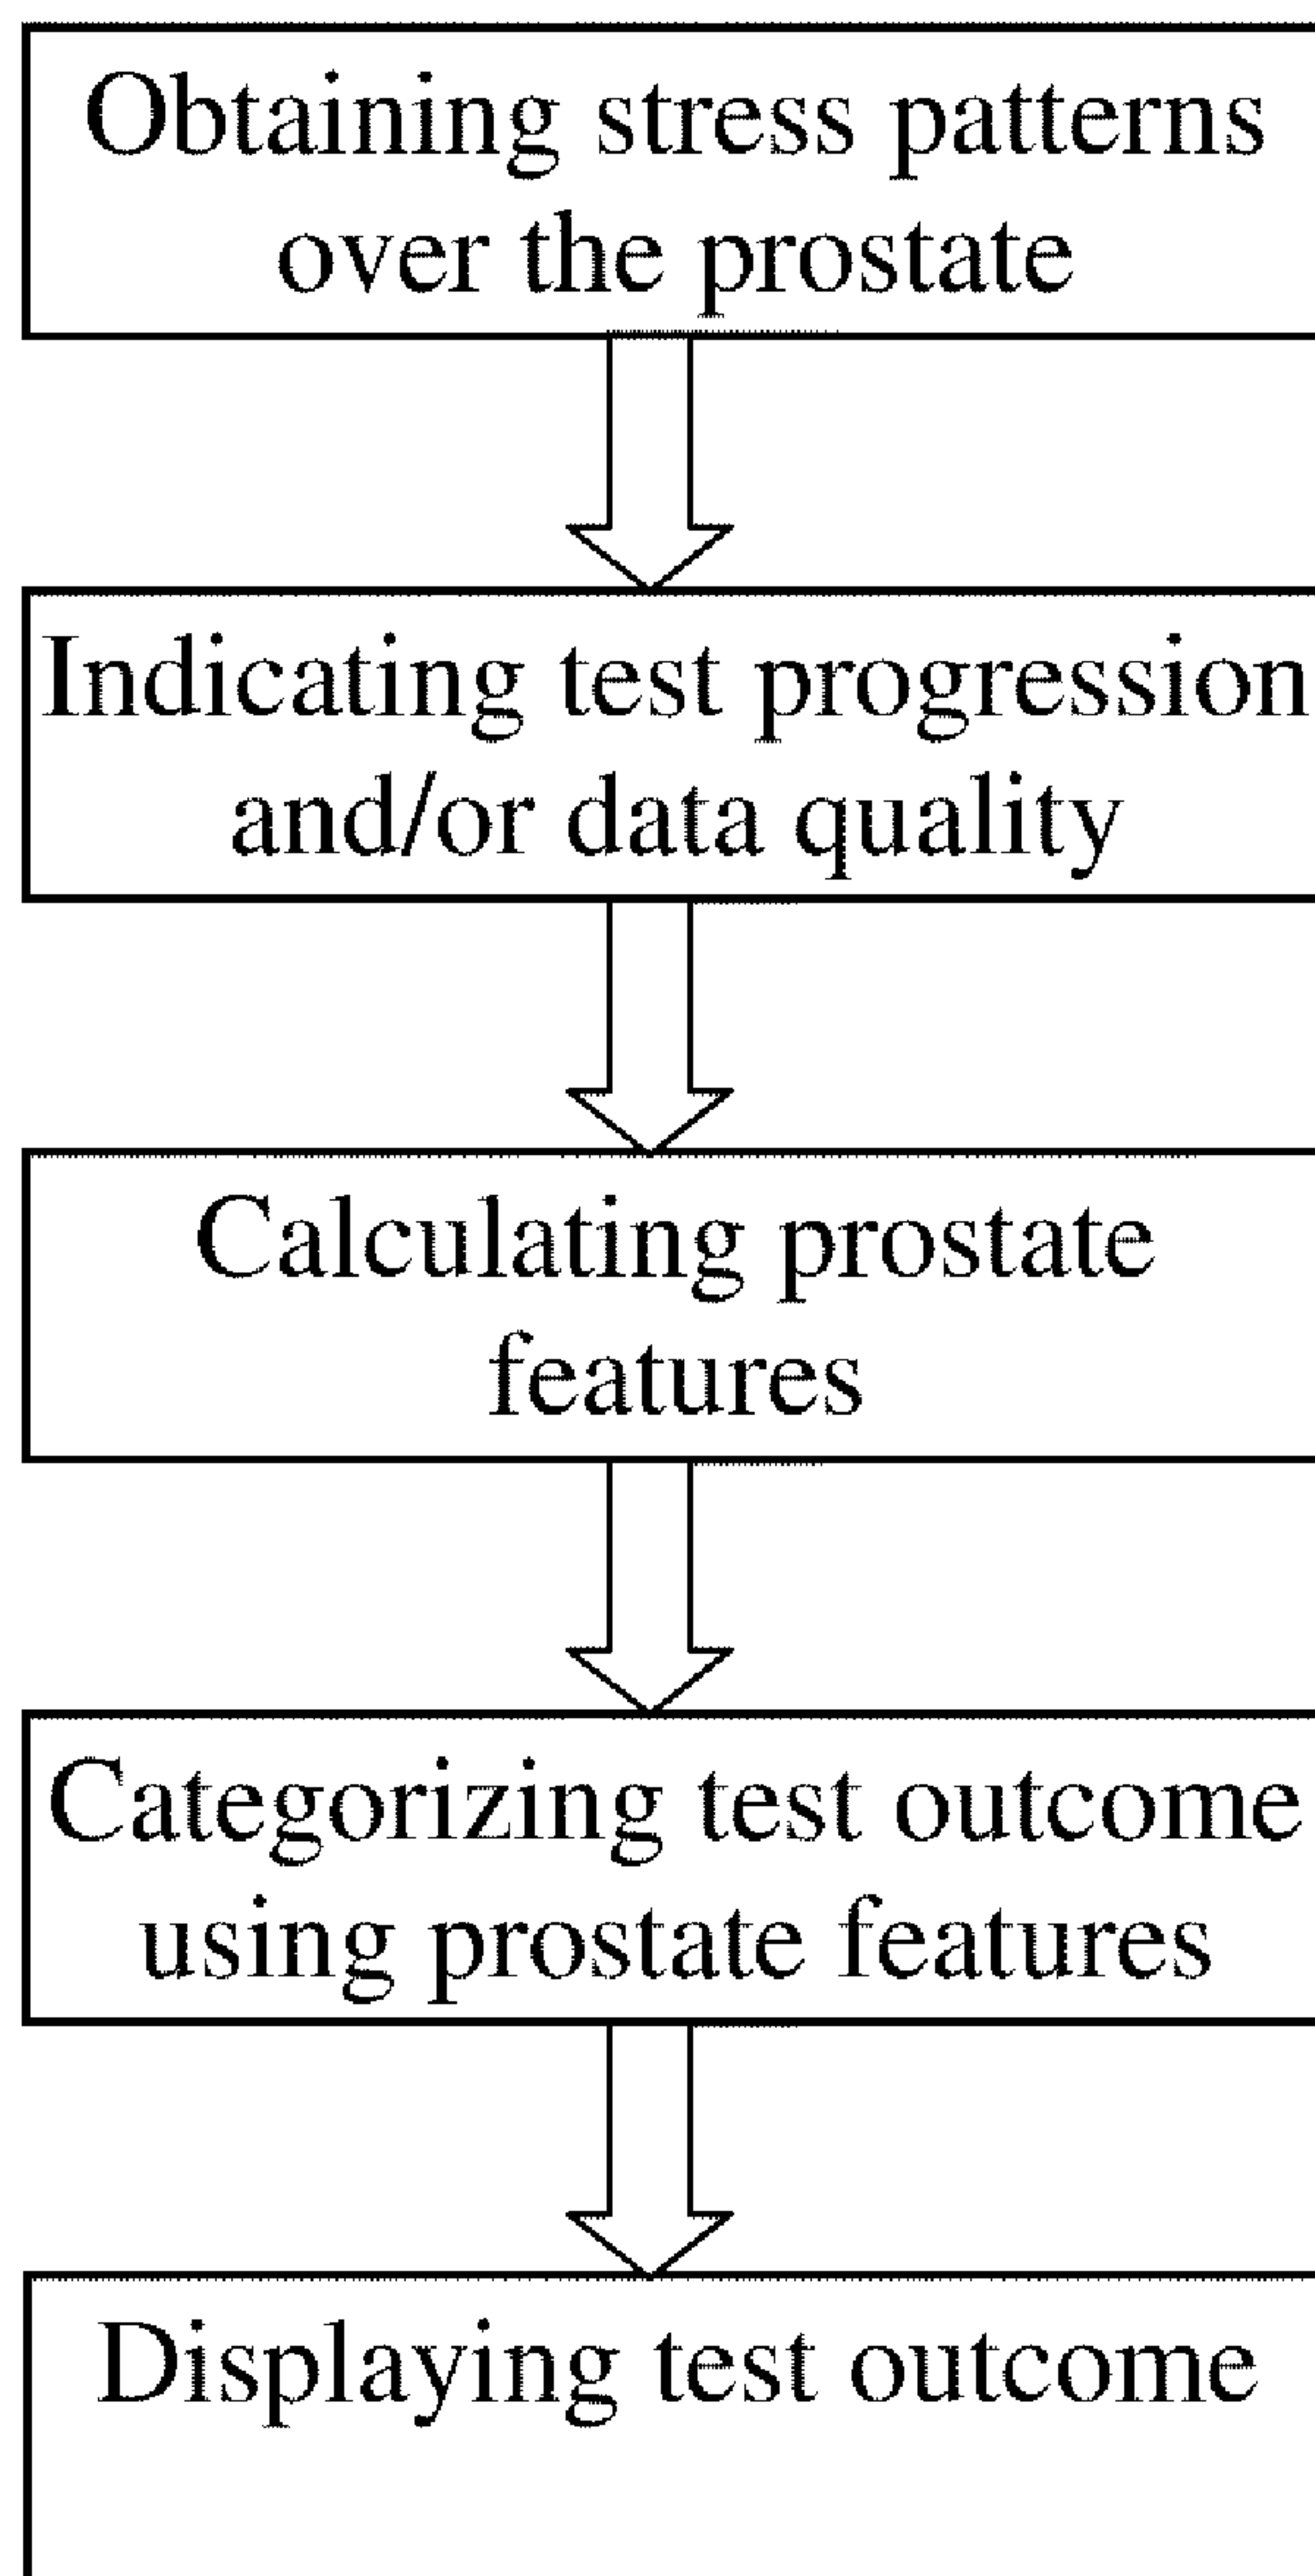 Obtaining stress patterns
over the prostate
Indicating test progression
and/or data quality
Calculating prostate
features
Categorizing test outcome
using prostate features
Displaying test outcome